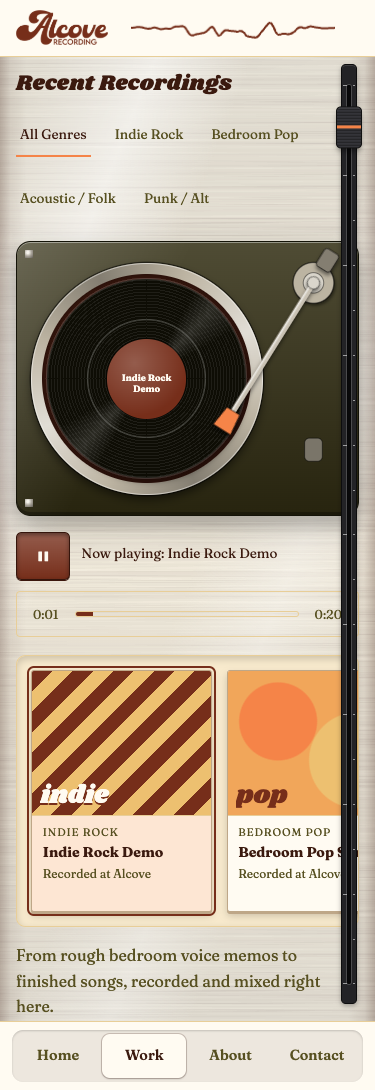 Alcove
RECORDING
Recent Recordings
All Genres
Indie Rock
Bedroom Pop
Acoustic / Folk
Punk / Alt
Indie Rock
Demo
Now playing: Indie Rock Demo
0:01
0:20
indie
INDIE ROCK
Indie Rock Demo
Recorded at Alcove
pop
BEDROOM POP
Bedroom Pop
Recorded at
From rough bedroom voice memos to
finished songs, recorded and mixed right
here.
Home
Work
About
Contact